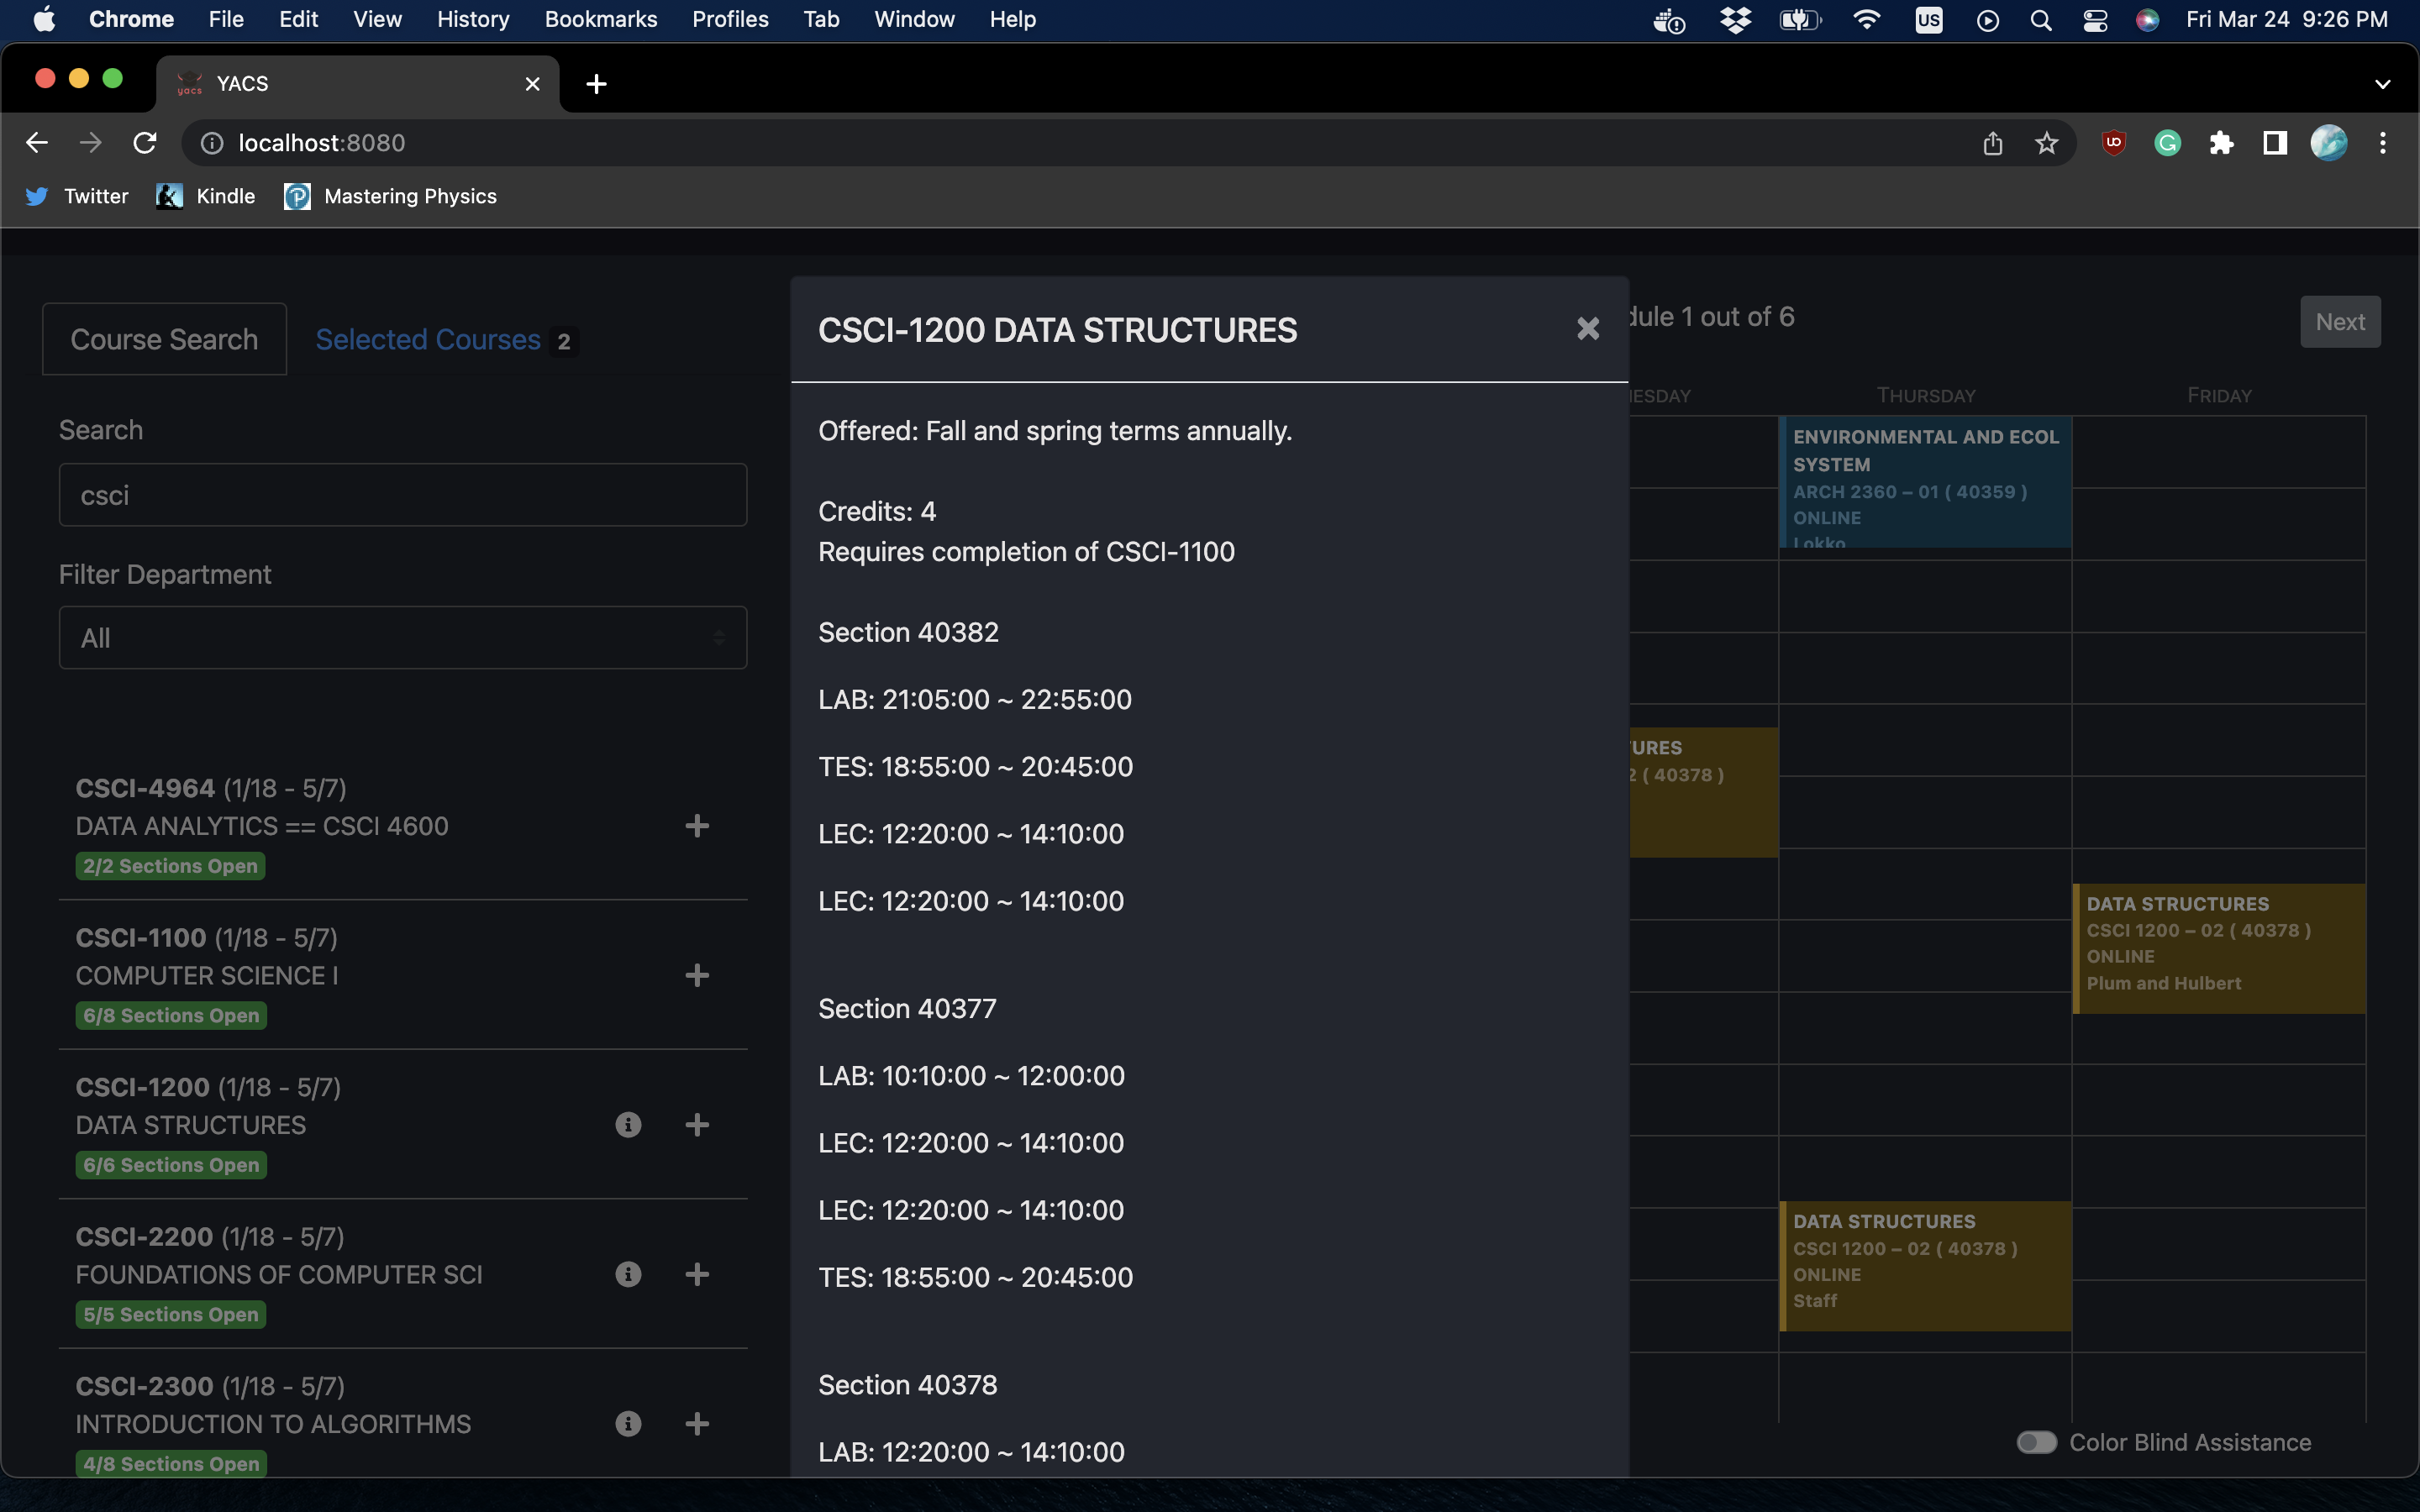 Chrome File Edit View History Bookmarks Profiles Tab Window Help US Fri Mar 24 9:26 PM
yacs YACS
localhost:8080
Twitter Kindle Mastering Physics
Course Search Selected Courses 2
Search
csci
Filter Department
All
CSCI-4964 (1/18 - 5/7)
DATA ANALYTICS == CSCI 4600
2/2 Sections Open
CSCI-1100 (1/18 - 5/7)
COMPUTER SCIENCE I
6/8 Sections Open
CSCI-1200 (1/18 - 5/7)
DATA STRUCTURES
6/6 Sections Open
CSCI-2200 (1/18 - 5/7)
FOUNDATIONS OF COMPUTER SCI
5/5 Sections Open
CSCI-2300 (1/18 - 5/7)
INTRODUCTION TO ALGORITHMS
4/8 Sections Open
CSCI-1200 DATA STRUCTURES
Offered: Fall and spring terms annually.
Credits: 4
Requires completion of CSCI-1100
Section 40382
LAB: 21:05:00 ~ 22:55:00
TES: 18:55:00 ~ 20:45:00
LEC: 12:20:00 ~ 14:10:00
LEC: 12:20:00 ~ 14:10:00
Section 40377
LAB: 10:10:00 ~ 12:00:00
LEC: 12:20:00 ~ 14:10:00
LEC: 12:20:00 ~ 14:10:00
TES: 18:55:00 ~ 20:45:00
Section 40378
LAB: 12:20:00 ~ 14:10:00
dule 1 out of 6
Next
ESDAY THURSDAY FRIDAY
ENVIRONMENTAL AND ECOL
SYSTEM
ARCH 2360 – 01 ( 40359 )
ONLINE
Lokko
URES
2 ( 40378 )
DATA STRUCTURES
CSCI 1200 – 02 ( 40378 )
ONLINE
Plum and Hulbert
DATA STRUCTURES
CSCI 1200 – 02 ( 40378 )
ONLINE
Staff
Color Blind Assistance